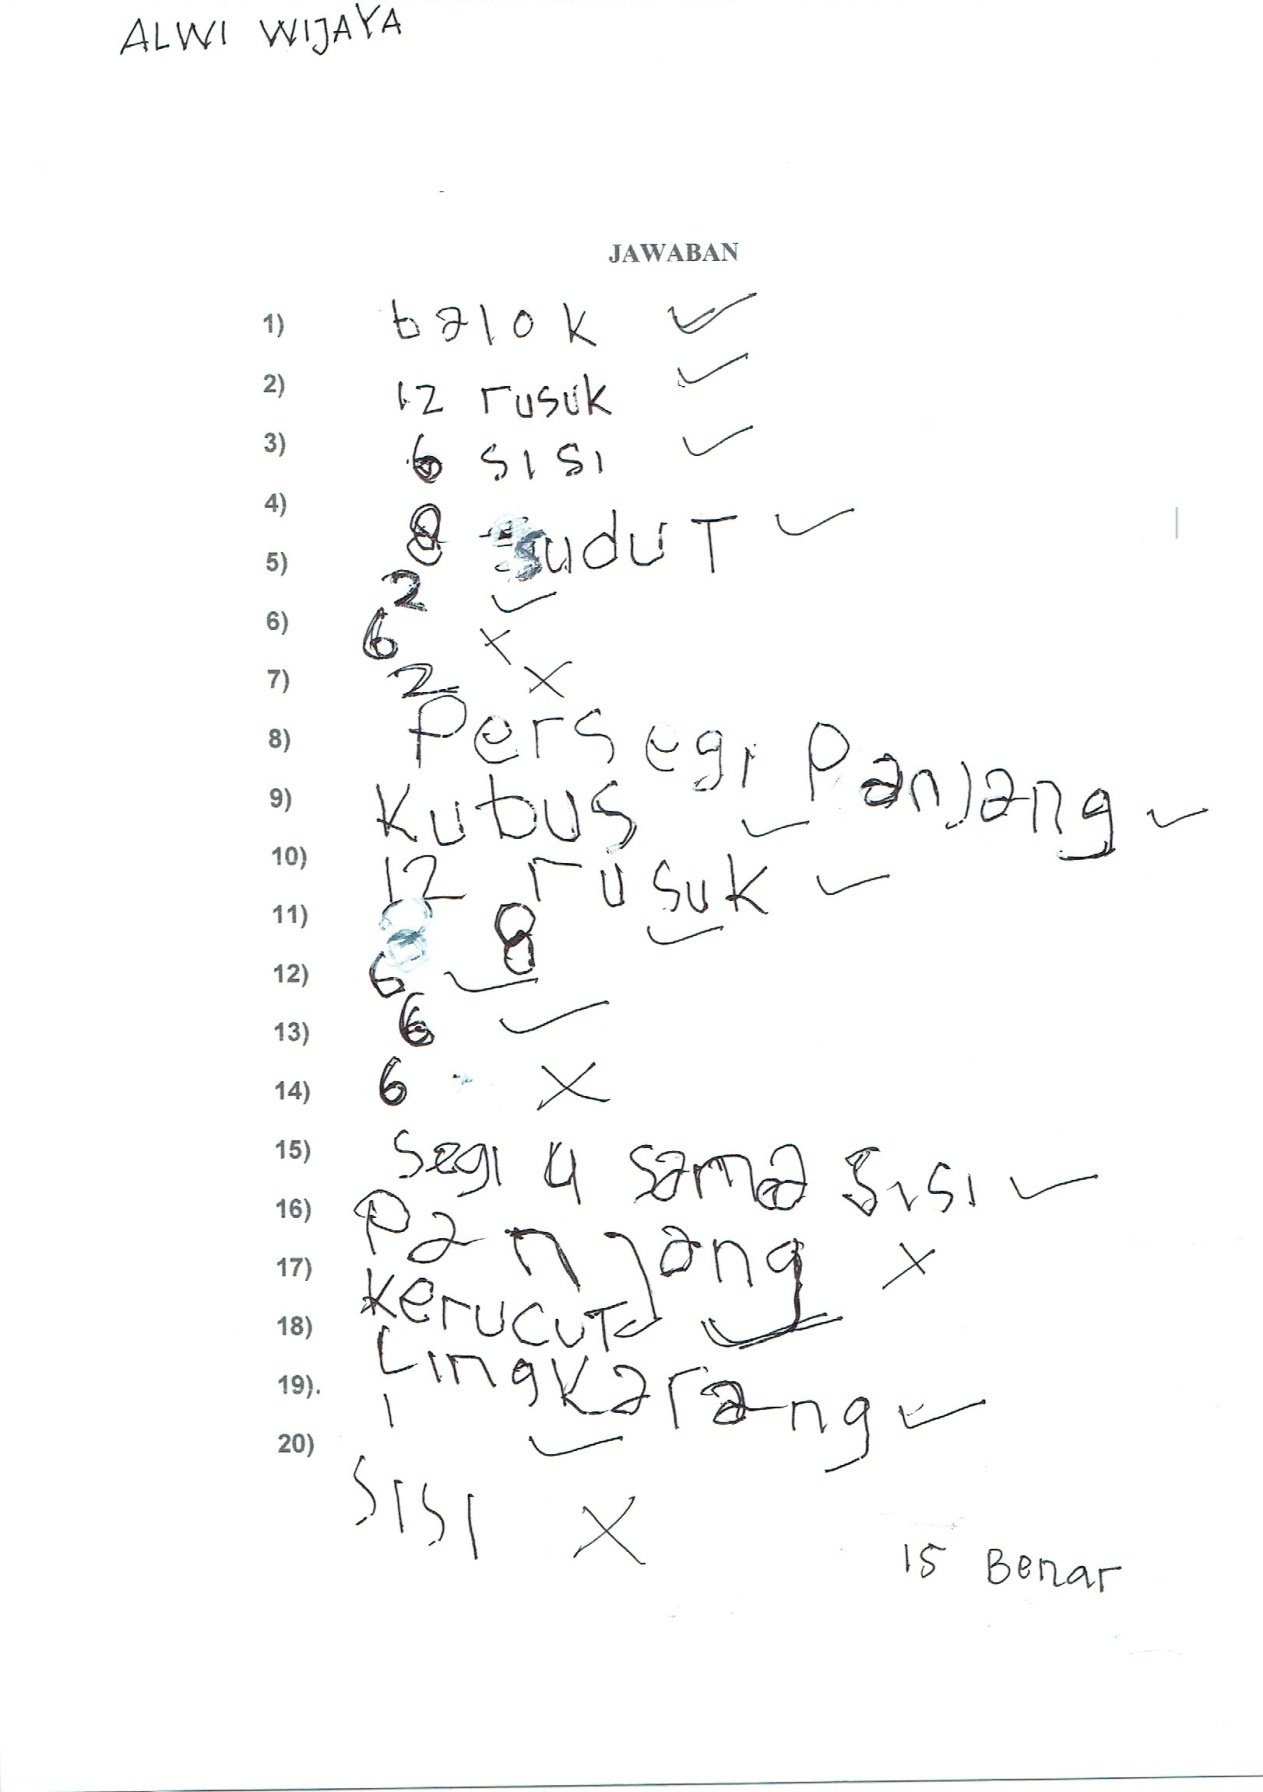 ALWI WIJAYA
JAWABAN
1) balok
2) 12 rusuk
3) 6 sisi
4) 8 suduT
5) 2
6) 6
7) 2
8) Persegi Panjang
9) Kubus
10) 12 rusuk
11) 8
12) 6
13) 6
14) 6
15) Segi 4 sama sisi
16) Panjang
17) KerucuT
18) Lingkarang
19). 1
20) SISI
15 Benar